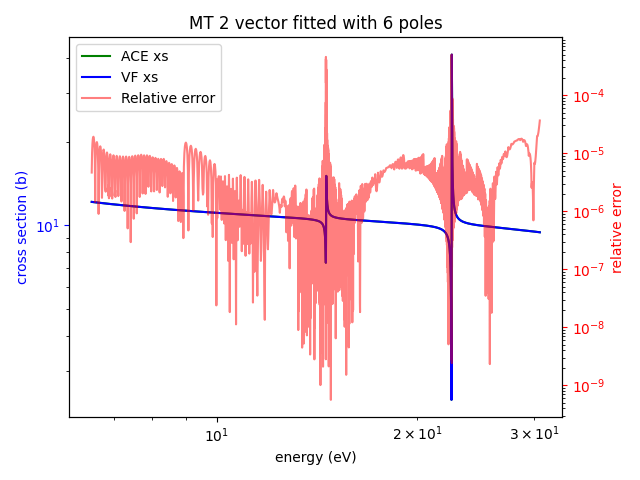 MT 2 vector fitted with 6 poles
ACE xs
VF xs
Relative error
cross section (b)
10¹
10⁻⁴
10⁻⁵
10⁻⁶
10⁻⁷
10⁻⁸
10⁻⁹
relative error
10¹
2 × 10¹
3 × 10¹
energy (eV)